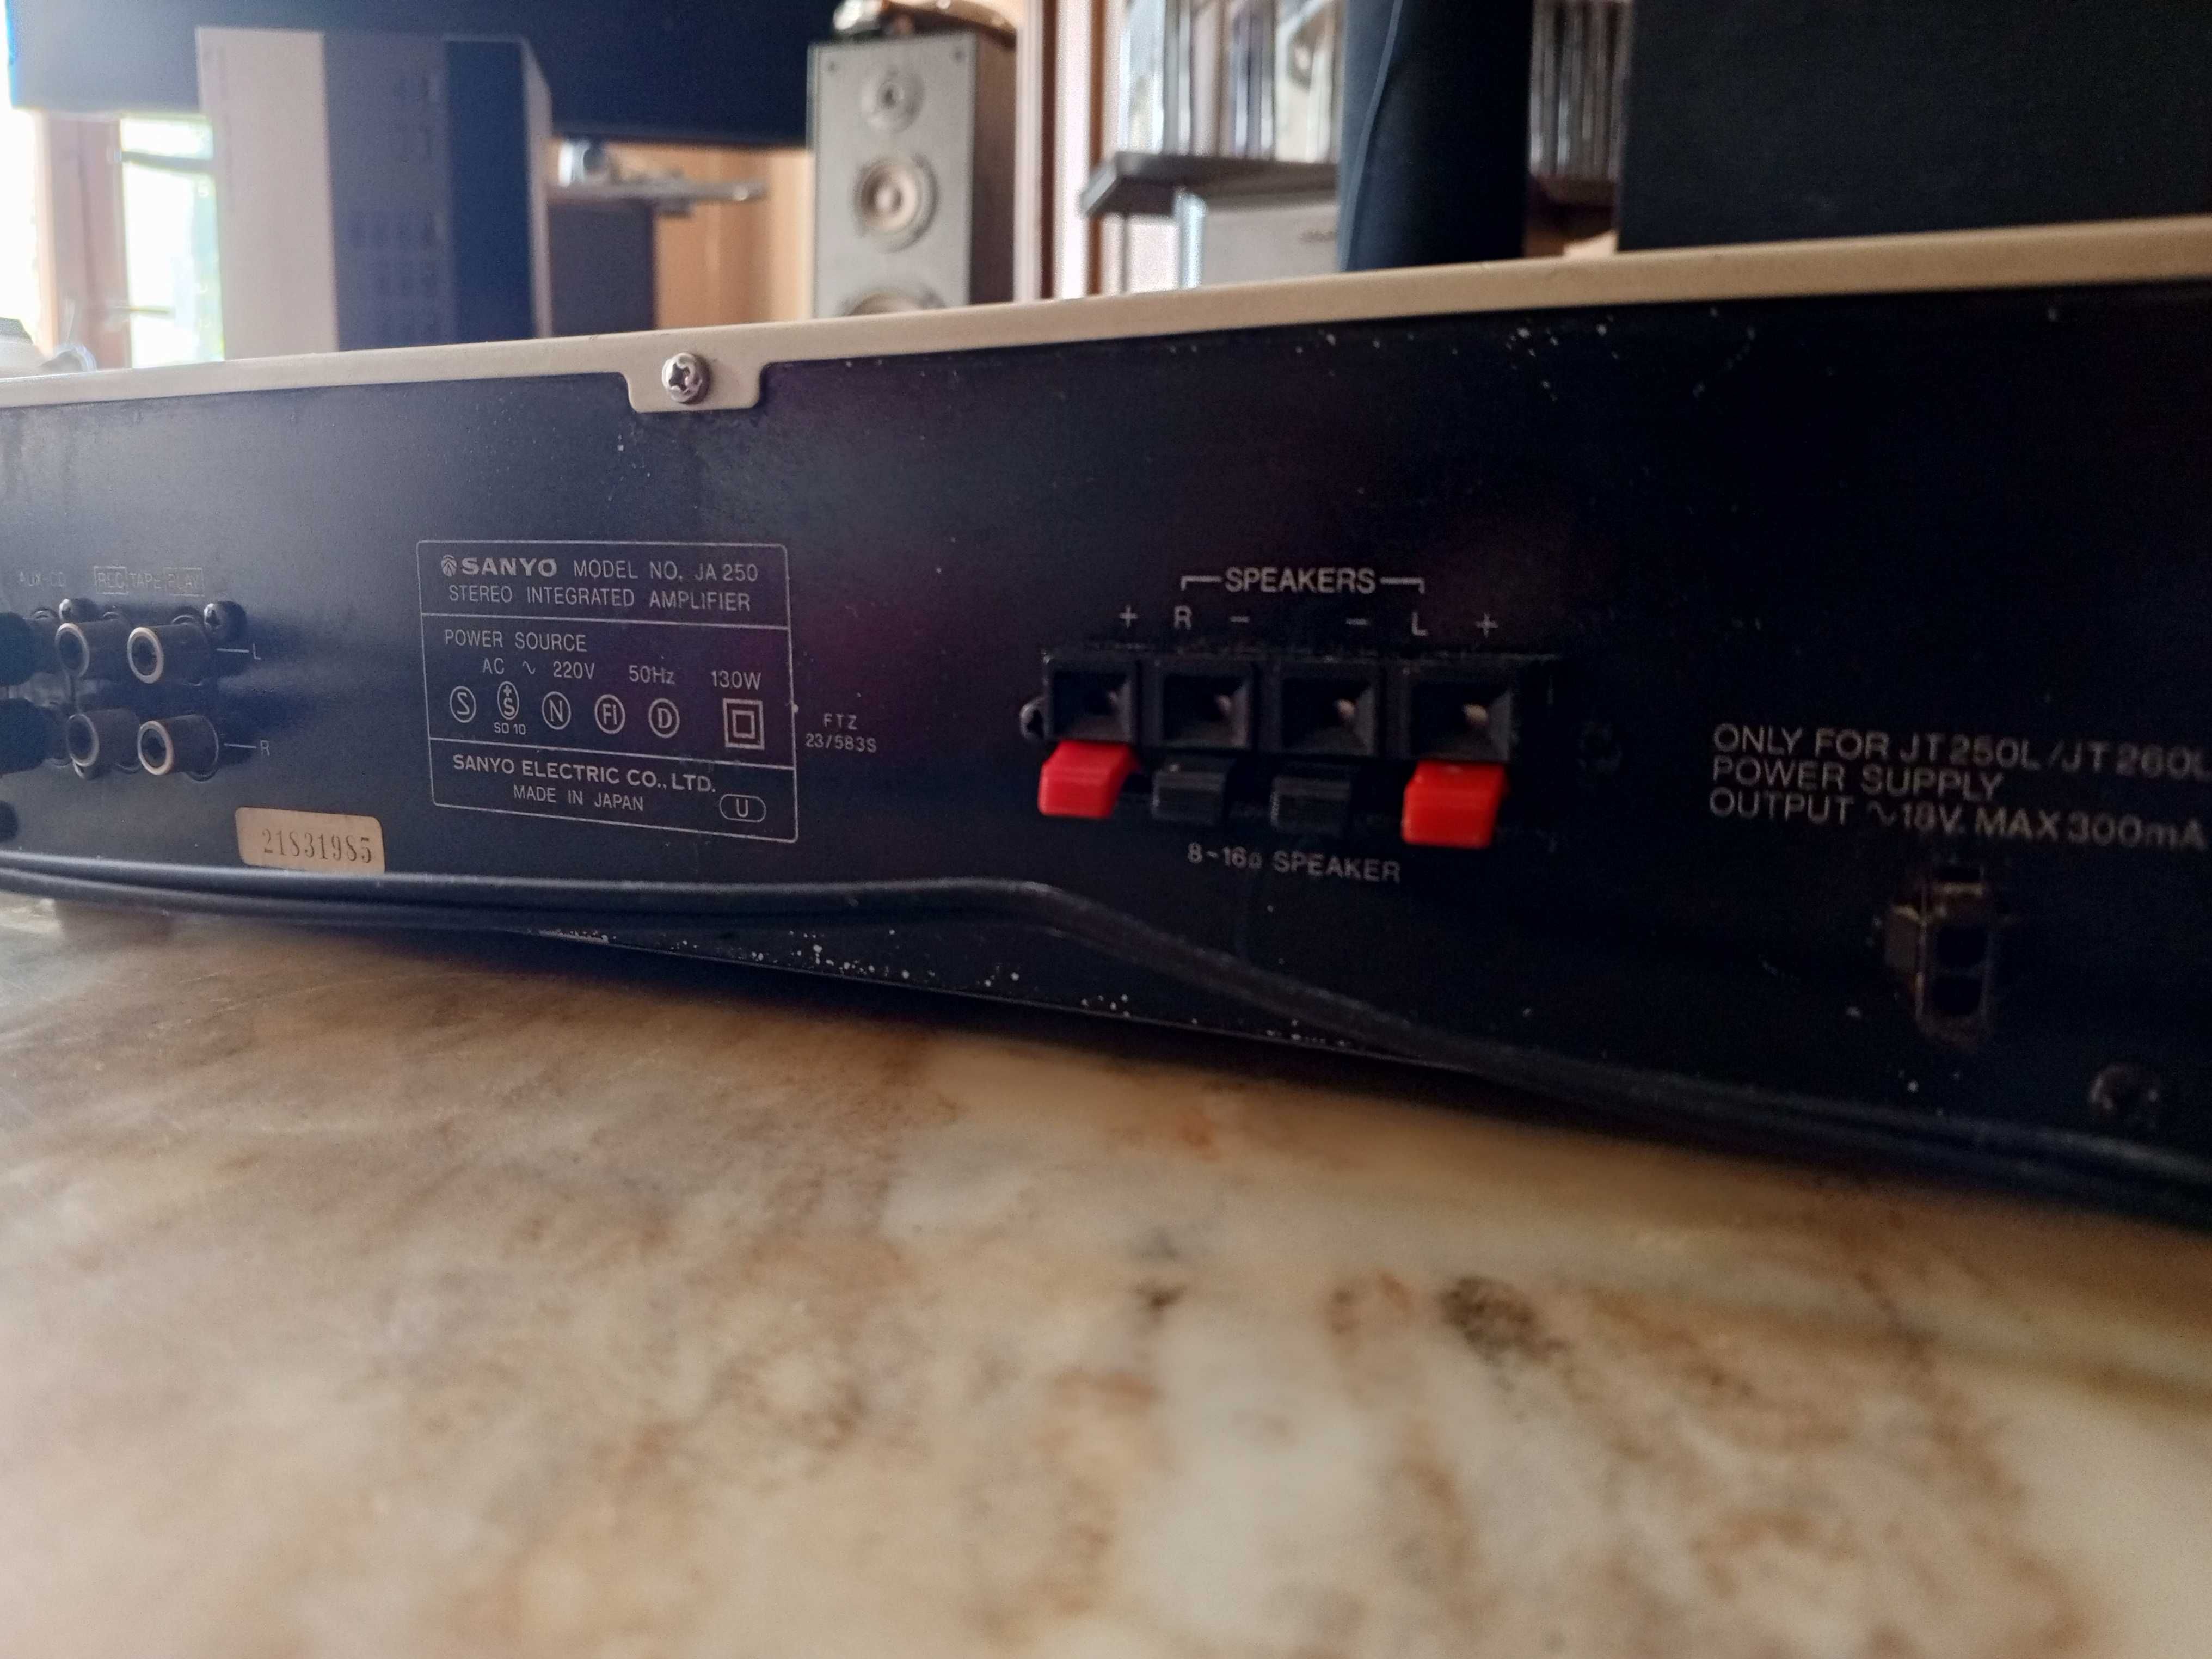 AUX-CD REC TAPE PLAY
L
R
SANYO MODEL NO. JA 250
STEREO INTEGRATED AMPLIFIER
POWER SOURCE
AC ∿ 220V 50Hz 130W
S +S N FI D
SD 10
SANYO ELECTRIC CO., LTD.
MADE IN JAPAN U
FTZ
23/583S
21831985
SPEAKERS
+ R - - L +
8~16Ω SPEAKER
ONLY FOR JT250L/JT260L
POWER SUPPLY
OUTPUT ∿18V. MAX 300mA